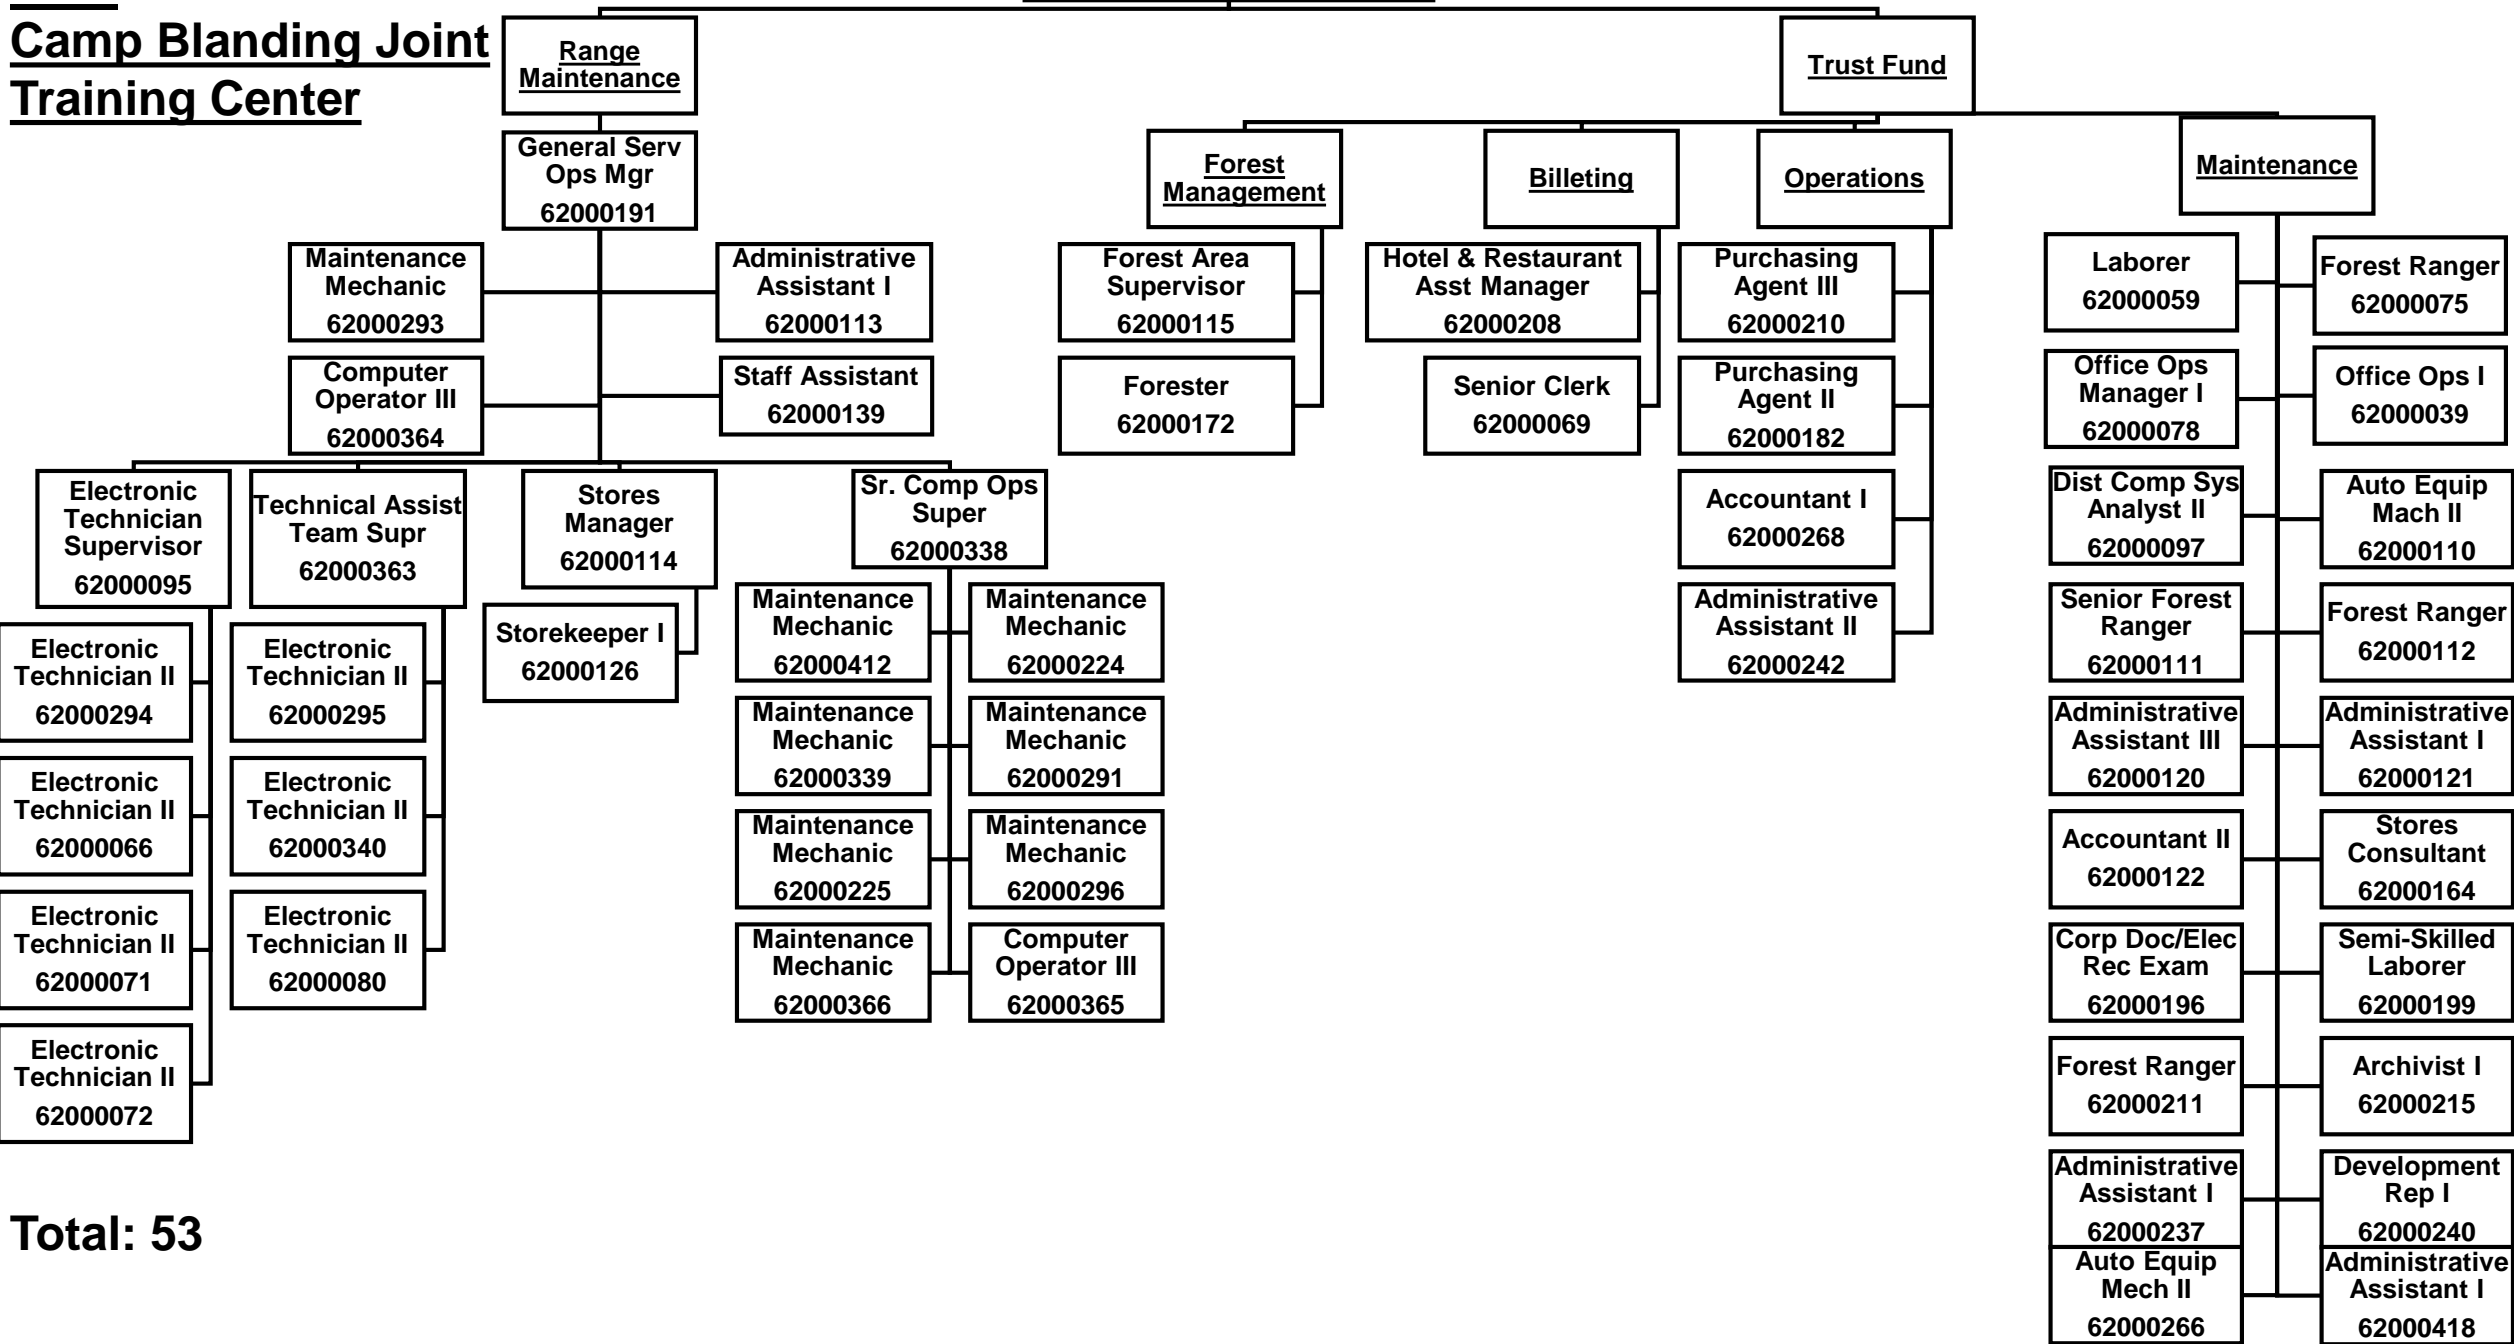 Camp Blanding Joint
Training Center
Range
Maintenance
Trust Fund
General Serv
Ops Mgr
62000191
Forest
Management
Billeting
Operations
Maintenance
Maintenance
Mechanic
62000293
Administrative
Assistant I
62000113
Computer
Operator III
62000364
Staff Assistant
62000139
Electronic
Technician
Supervisor
62000095
Technical Assist
Team Supr
62000363
Stores
Manager
62000114
Sr. Comp Ops
Super
62000338
Electronic
Technician II
62000294
Electronic
Technician II
62000066
Electronic
Technician II
62000071
Electronic
Technician II
62000072
Electronic
Technician II
62000295
Electronic
Technician II
62000340
Electronic
Technician II
62000080
Storekeeper I
62000126
Maintenance
Mechanic
62000412
Maintenance
Mechanic
62000224
Maintenance
Mechanic
62000339
Maintenance
Mechanic
62000291
Maintenance
Mechanic
62000225
Maintenance
Mechanic
62000296
Maintenance
Mechanic
62000366
Computer
Operator III
62000365
Forest Area
Supervisor
62000115
Forester
62000172
Hotel & Restaurant
Asst Manager
62000208
Senior Clerk
62000069
Purchasing
Agent III
62000210
Purchasing
Agent II
62000182
Accountant I
62000268
Administrative
Assistant II
62000242
Laborer
62000059
Forest Ranger
62000075
Office Ops
Manager I
62000078
Office Ops I
62000039
Dist Comp Sys
Analyst II
62000097
Auto Equip
Mach II
62000110
Senior Forest
Ranger
62000111
Forest Ranger
62000112
Administrative
Assistant III
62000120
Administrative
Assistant I
62000121
Accountant II
62000122
Stores
Consultant
62000164
Corp Doc/Elec
Rec Exam
62000196
Semi-Skilled
Laborer
62000199
Forest Ranger
62000211
Archivist I
62000215
Administrative
Assistant I
62000237
Development
Rep I
62000240
Auto Equip
Mech II
62000266
Administrative
Assistant I
62000418
Total: 53